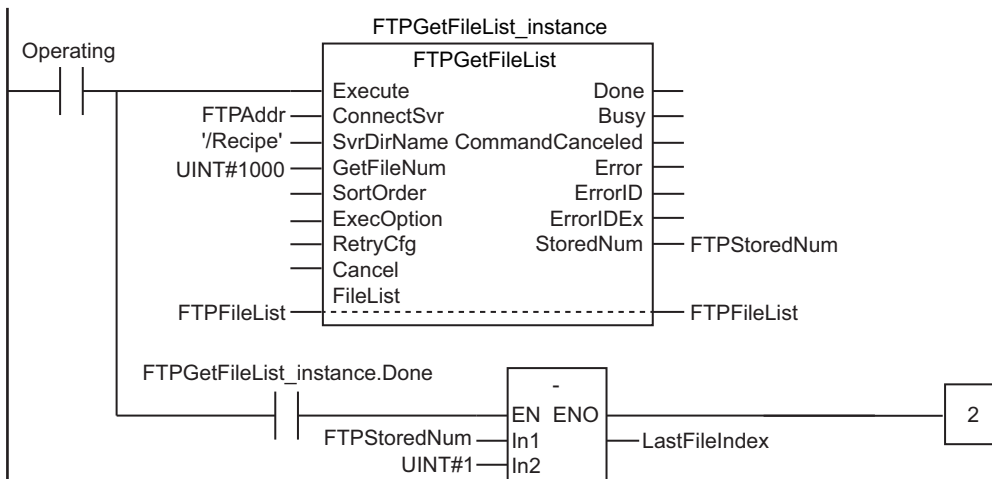 FTPGetFileList_instance
Operating
FTPGetFileList
Execute Done
FTPAddr ConnectSvr Busy
'/Recipe' SvrDirName CommandCanceled
UINT#1000 GetFileNum Error
SortOrder ErrorID
ExecOption ErrorIDEx
RetryCfg StoredNum FTPStoredNum
Cancel
FileList
FTPFileList FTPFileList
FTPGetFileList_instance.Done
-
EN ENO 2
FTPStoredNum In1 LastFileIndex
UINT#1 In2